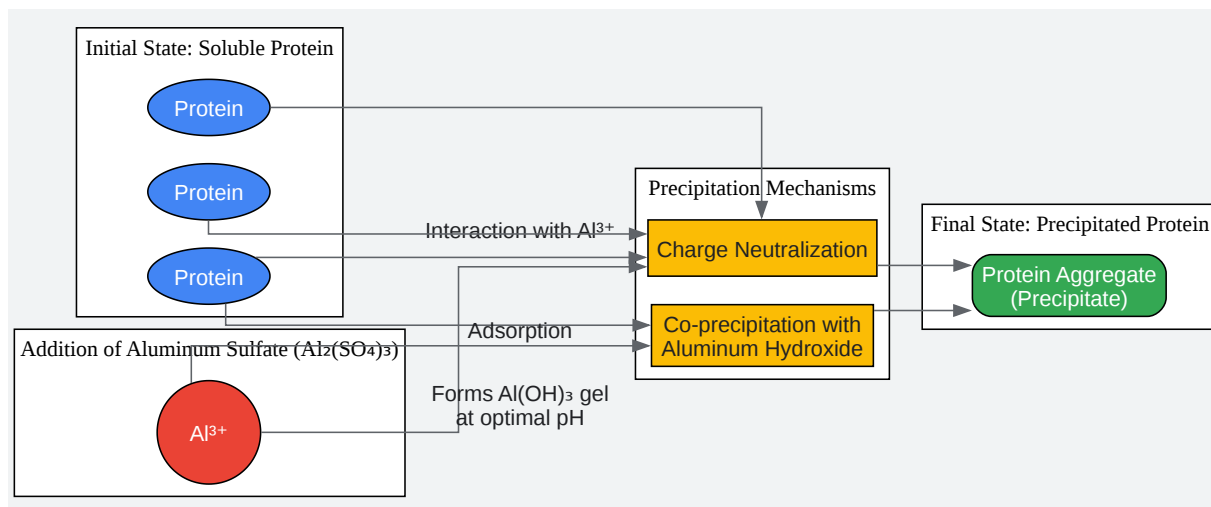 Initial State: Soluble Protein
Protein
Protein
Protein
Addition of Aluminum Sulfate (Al₂(SO₄)₃)
Al³⁺
Interaction with Al³⁺
Adsorption
Forms Al(OH)₃ gel
at optimal pH
Precipitation Mechanisms
Charge Neutralization
Co-precipitation with
Aluminum Hydroxide
Final State: Precipitated Protein
Protein Aggregate
(Precipitate)